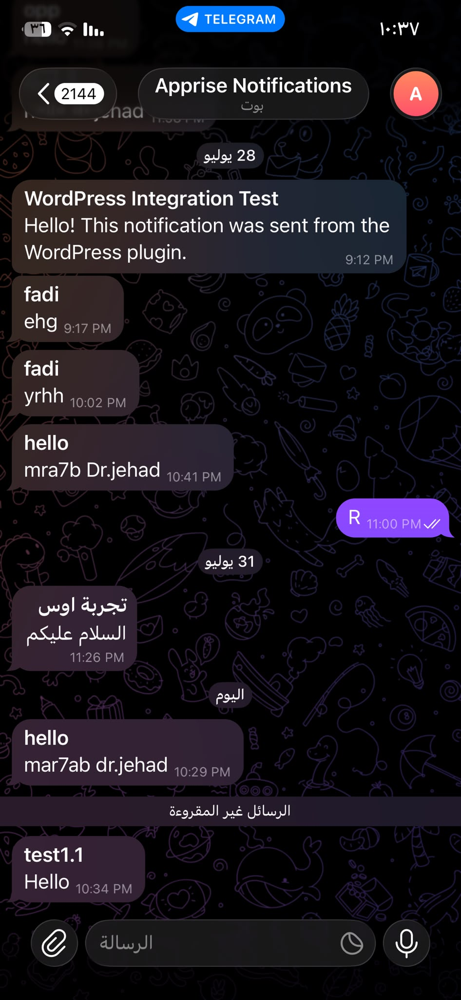 TELEGRAM
٣٦
١٠:٣٧
2144
Apprise Notifications
بوت
A
28 يوليو
WordPress Integration Test
Hello! This notification was sent from the
WordPress plugin.
9:12 PM
fadi
ehg 9:17 PM
fadi
yrhh 10:02 PM
hello
mra7b Dr.jehad 10:41 PM
R 11:00 PM
31 يوليو
تجربة اوس
السلام عليكم
11:26 PM
اليوم
hello
mar7ab dr.jehad 10:29 PM
الرسائل غير المقروءة
test1.1
Hello 10:34 PM
الرسالة